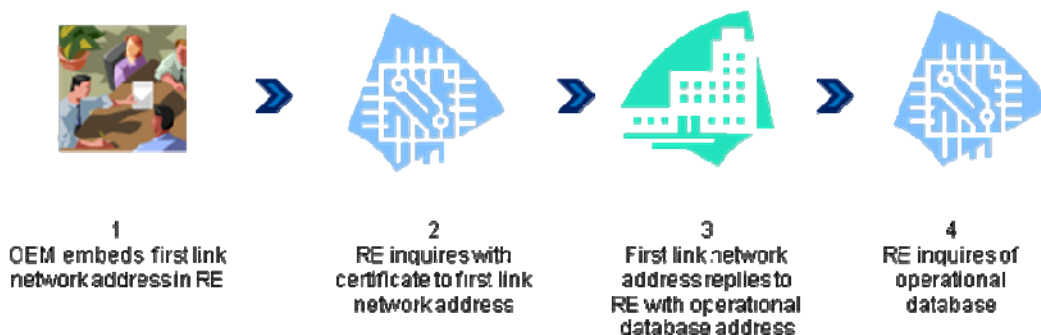 1
OEM embeds first link
network address in RE
2
RE inquires with
certificate to first link
network address
3
First link network
address replies to
RE with operational
database address
4
RE inquires of
operational
database